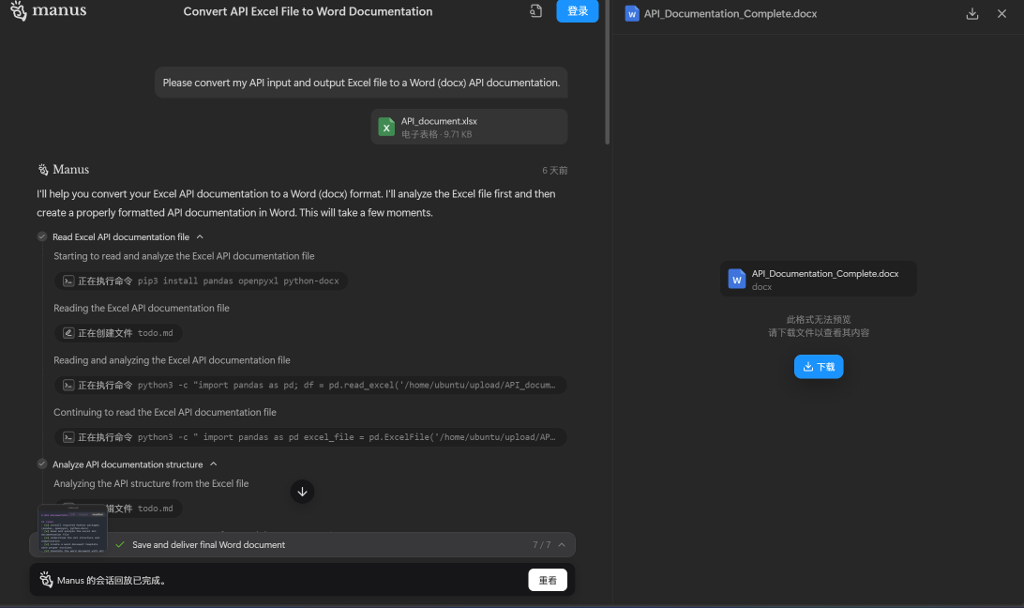 manus
Convert API Excel File to Word Documentation
登录
API_Documentation_Complete.docx
Please convert my API input and output Excel file to a Word (docx) API documentation.
API_document.xlsx
电子表格 · 9.71 KB
Manus
6 天前
I'll help you convert your Excel API documentation to a Word (docx) format. I'll analyze the Excel file first and then
create a properly formatted API documentation in Word. This will take a few moments.
Read Excel API documentation file
Starting to read and analyze the Excel API documentation file
正在执行命令 pip3 install pandas openpyxl python-docx
Reading the Excel API documentation file
正在创建文件 todo.md
Reading and analyzing the Excel API documentation file
正在执行命令 python3 -c "import pandas as pd; df = pd.read_excel('/home/ubuntu/upload/API_docum…
Continuing to read the Excel API documentation file
正在执行命令 python3 -c " import pandas as pd excel_file = pd.ExcelFile('/home/ubuntu/upload/AP…
Analyze API documentation structure
Analyzing the API structure from the Excel file
辑文件 todo.md
Save and deliver final Word document
7 / 7
Manus 的会话回放已完成。
重看
API_Documentation_Complete.docx
docx
此格式无法预览
请下载文件以查看其内容
下载